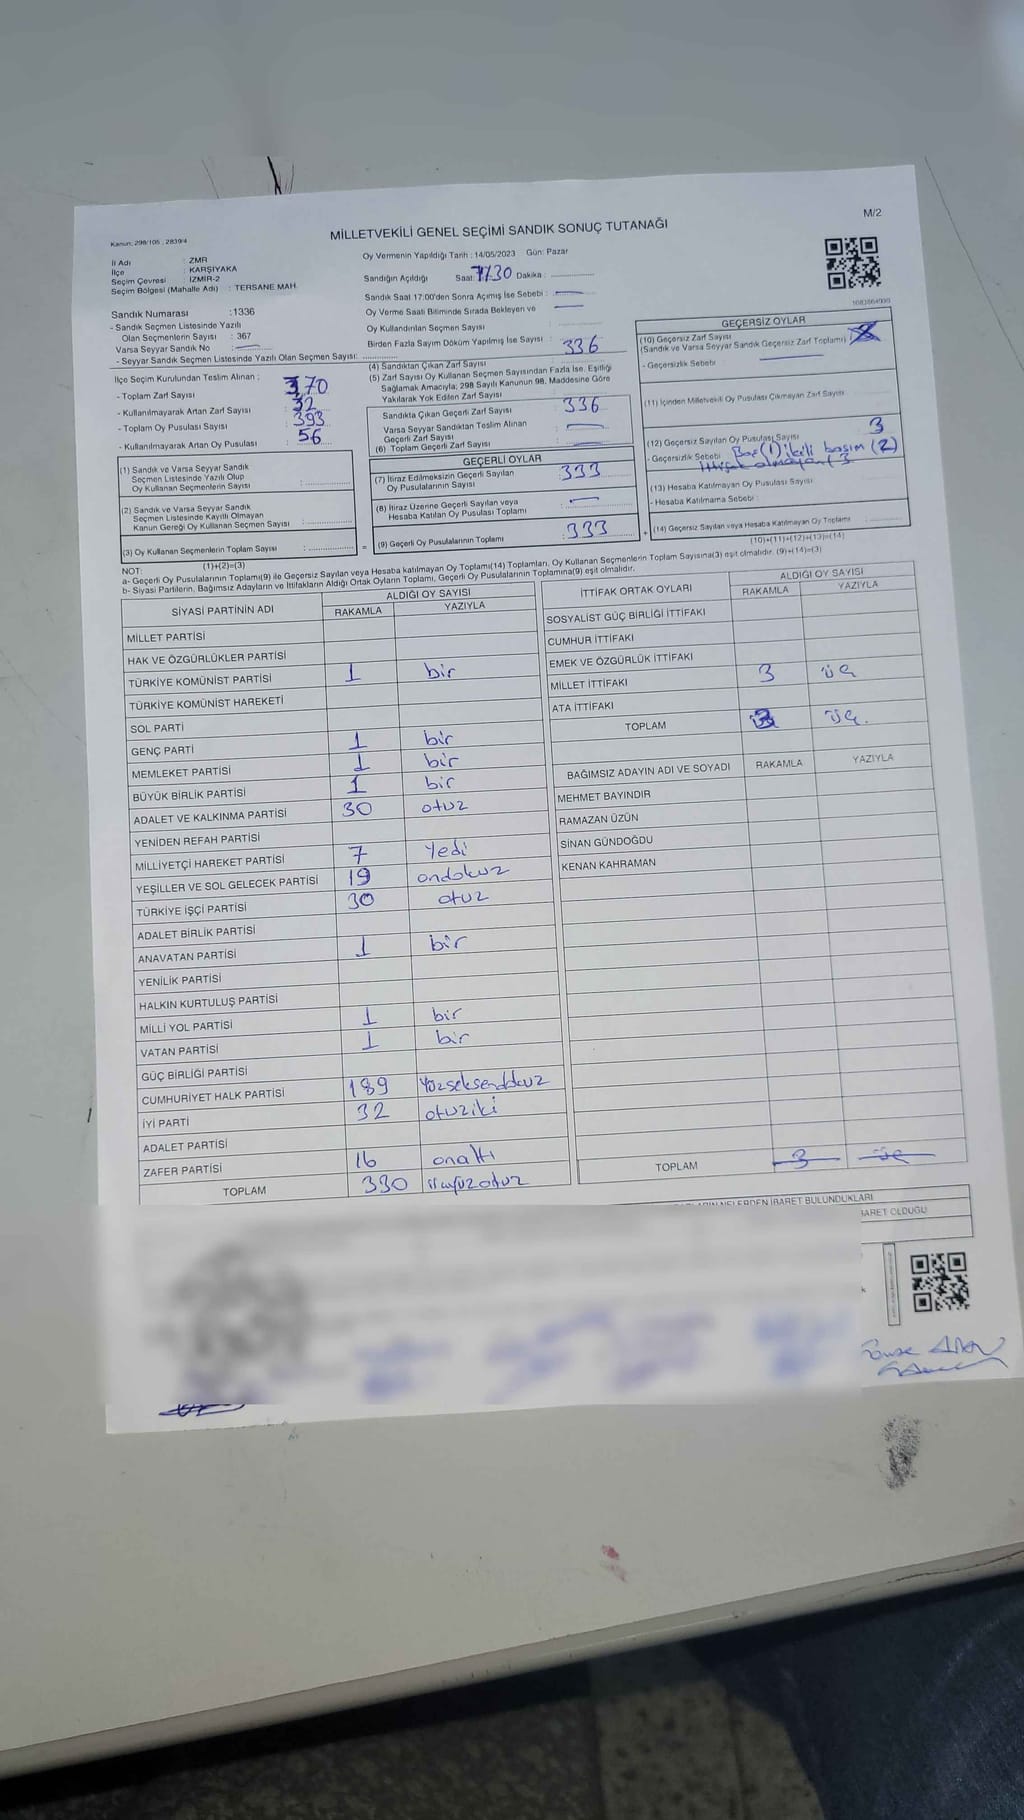 M/2
MİLLETVEKİLİ GENEL SEÇİMİ SANDIK SONUÇ TUTANAĞI
Kanun: 298/105 , 2839/4
İl Adı : ZMR
İlçe : KARŞIYAKA
Seçim Çevresi : İZMİR-2
Seçim Bölgesi (Mahalle Adı) : TERSANE MAH.
Oy Vermenin Yapıldığı Tarih : 14/05/2023 Gün: Pazar
Sandığın Açıldığı Saat: Dakika :
Sandık Saat 17:00'den Sonra Açımış İse Sebebi :
Oy Verme Saati Bitiminde Sırada Bekleyen ve
Oy Kullandırılan Seçmen Sayısı
Birden Fazla Sayım Döküm Yapılmış İse Sayısı :
Sandık Numarası :1336
- Sandık Seçmen Listesinde Yazılı
Olan Seçmenlerin Sayısı : 367
Varsa Seyyar Sandık No :
- Seyyar Sandık Seçmen Listesinde Yazılı Olan Seçmen Sayısı:
İlçe Seçim Kurulundan Teslim Alınan :
- Toplam Zarf Sayısı : 370
- Kullanılmayarak Artan Zarf Sayısı : 32
- Toplam Oy Pusulası Sayısı : 393
- Kullanılmayarak Artan Oy Pusulası : 56
(1) Sandık ve Varsa Seyyar Sandık
Seçmen Listesinde Yazılı Olup
Oy Kullanan Seçmenlerin Sayısı :
(2) Sandık ve Varsa Seyyar Sandık
Seçmen Listesinde Kayıtlı Olmayan
Kanun Gereği Oy Kullanan Seçmen Sayısı :
(3) Oy Kullanan Seçmenlerin Toplam Sayısı :
(1)+(2)=(3)
(4) Sandıktan Çıkan Zarf Sayısı : 336
(5) Zarf Sayısı Oy Kullanan Seçmen Sayısından Fazla İse, Eşitliği
Sağlamak Amacıyla; 298 Sayılı Kanunun 98. Maddesine Göre
Yakılarak Yok Edilen Zarf Sayısı :
Sandıkta Çıkan Geçerli Zarf Sayısı : 336
Varsa Seyyar Sandıktan Teslim Alınan
Geçerli Zarf Sayısı :
(6) Toplam Geçerli Zarf Sayısı :
GEÇERLİ OYLAR
(7) İtiraz Edilmeksizin Geçerli Sayılan
Oy Pusulalarının Sayısı : 333
(8) İtiraz Üzerine Geçerli Sayılan veya
Hesaba Katılan Oy Pusulası Toplamı :
(9) Geçerli Oy Pusulalarının Toplamı : 333
GEÇERSİZ OYLAR
(10) Geçersiz Zarf Sayısı
(Sandık ve Varsa Seyyar Sandık Geçersiz Zarf Toplamı)
- Geçersizlik Sebebi :
(11) İçinden Milletvekili Oy Pusulası Çıkmayan Zarf Sayısı
(12) Geçersiz Sayılan Oy Pusulası Sayısı 3
- Geçersizlik Sebebi : ikili basım (2)
(13) Hesaba Katılmayan Oy Pusulası Sayısı
- Hesaba Katılmama Sebebi :
(14) Geçersiz Sayılan veya Hesaba Katılmayan Oy Toplamı
(10)+(11)+(12)+(13)=(14)
NOT:
a- Geçerli Oy Pusulalarının Toplamı(9) ile Geçersiz Sayılan veya Hesaba katılmayan Oy Toplamı(14) Toplamları, Oy Kullanan Seçmenlerin Toplam Sayısına(3) eşit olmalıdır. (9)+(14)=(3)
b- Siyasi Partilerin, Bağımsız Adayların ve İttifakların Aldığı Ortak Oyların Toplamı, Geçerli Oy Pusulalarının Toplamına(9) eşit olmalıdır.
SİYASİ PARTİNİN ADI ALDIĞI OY SAYISI
RAKAMLA YAZIYLA
MİLLET PARTİSİ
HAK VE ÖZGÜRLÜKLER PARTİSİ
TÜRKİYE KOMÜNİST PARTİSİ 1 bir
TÜRKİYE KOMÜNİST HAREKETİ
SOL PARTİ
GENÇ PARTİ 1 bir
MEMLEKET PARTİSİ 1 bir
BÜYÜK BİRLİK PARTİSİ 1 bir
ADALET VE KALKINMA PARTİSİ 30 otuz
YENİDEN REFAH PARTİSİ
MİLLİYETÇİ HAREKET PARTİSİ 7 Yedi
YEŞİLLER VE SOL GELECEK PARTİSİ 19 ondokuz
TÜRKİYE İŞÇİ PARTİSİ 30 otuz
ADALET BİRLİK PARTİSİ
ANAVATAN PARTİSİ 1 bir
YENİLİK PARTİSİ
HALKIN KURTULUŞ PARTİSİ
MİLLİ YOL PARTİSİ 1 bir
VATAN PARTİSİ 1 bir
GÜÇ BİRLİĞİ PARTİSİ
CUMHURİYET HALK PARTİSİ 189 Yüzseksendokuz
İYİ PARTİ 32 otuziki
ADALET PARTİSİ
ZAFER PARTİSİ 16 onaltı
TOPLAM 330 üçyüzotuz
İTTİFAK ORTAK OYLARI ALDIĞI OY SAYISI
RAKAMLA YAZIYLA
SOSYALİST GÜÇ BİRLİĞİ İTTİFAKI
CUMHUR İTTİFAKI
EMEK VE ÖZGÜRLÜK İTTİFAKI
MİLLET İTTİFAKI 3 üç
ATA İTTİFAKI
TOPLAM 3 üç.
BAĞIMSIZ ADAYIN ADI VE SOYADI RAKAMLA YAZIYLA
MEHMET BAYINDIR
RAMAZAN ÜZÜN
SİNAN GÜNDOĞDU
KENAN KAHRAMAN
TOPLAM 3 üç
NELERDEN İBARET BULUNDUKLARI
BARET OLDUĞU